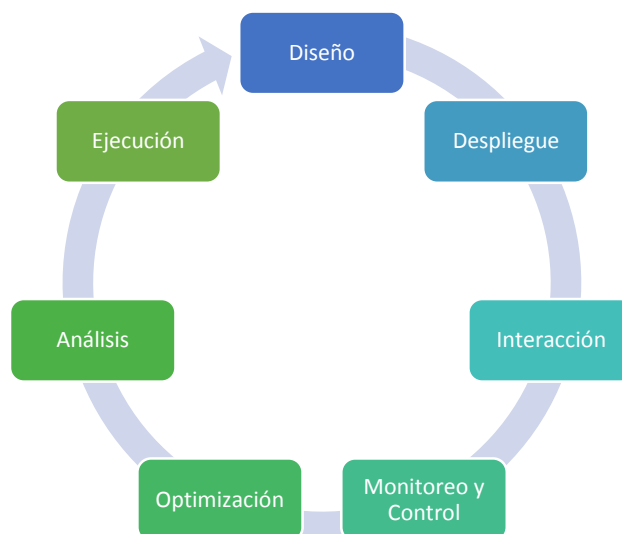 Diseño
Despliegue
Interacción
Monitoreo y
Control
Optimización
Análisis
Ejecución